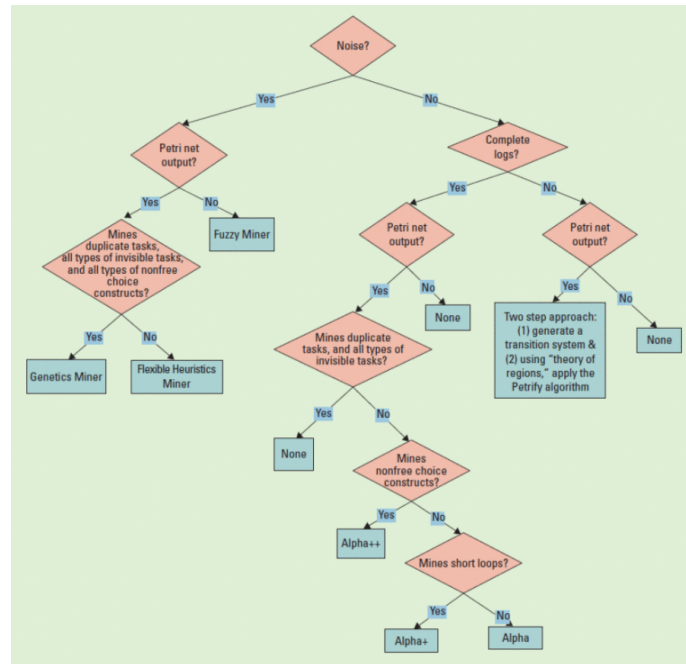 Noise?
Yes
No
Petri net
output?
Complete
logs?
Yes
No
Yes
No
Mines
duplicate tasks,
all types of invisible tasks,
and all types of nonfree
choice
constructs?
Fuzzy Miner
Petri net
output?
Petri net
output?
Yes
No
Yes
No
Yes
No
Genetics Miner
Flexible Heuristics
Miner
Mines duplicate
tasks, and all types of
invisible tasks?
None
Two step approach:
(1) generate a
transition system &
(2) using "theory of
regions," apply the
Petrify algorithm
None
Yes
No
None
Mines
nonfree choice
constructs?
Yes
No
Alpha++
Mines short loops?
Yes
No
Alpha+
Alpha